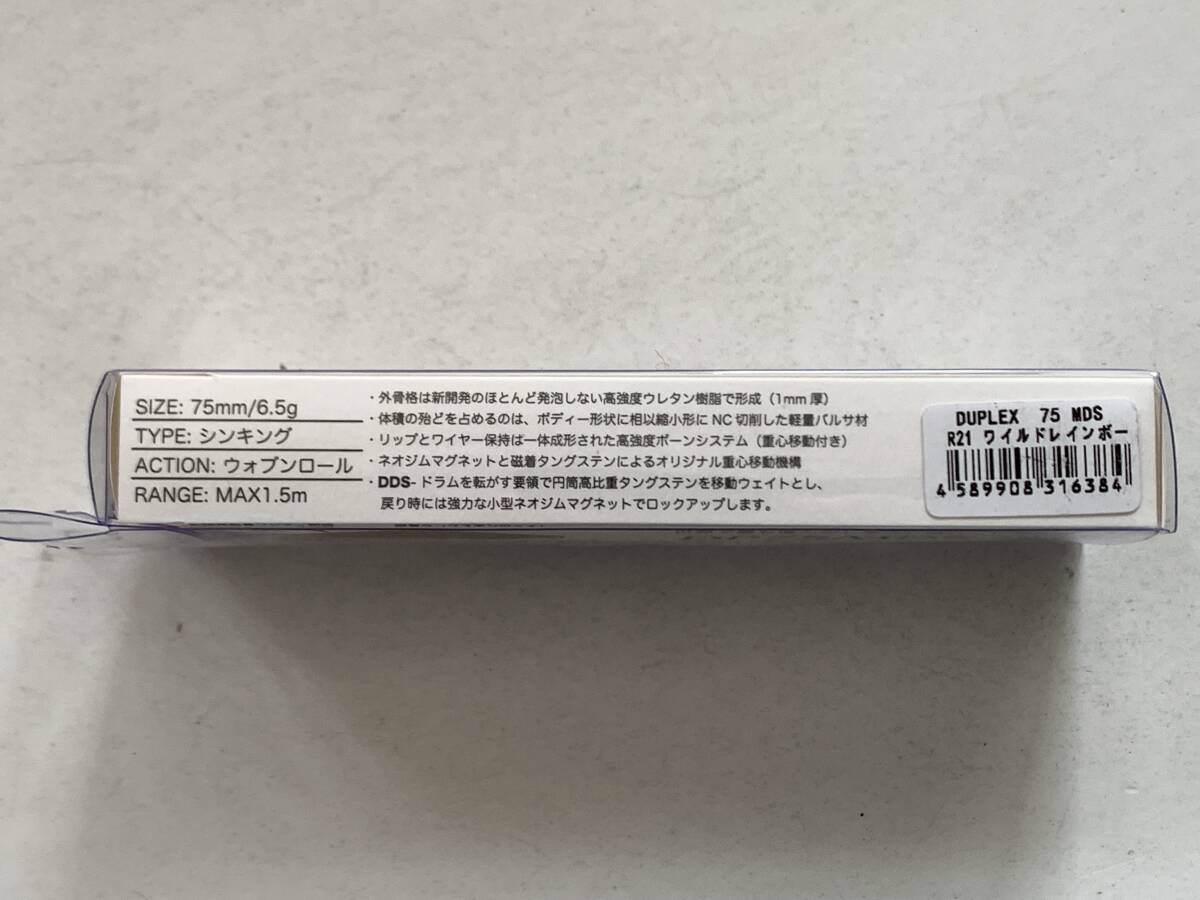 SIZE: 75mm/6.5g
TYPE: シンキング
ACTION: ウォブンロール
RANGE: MAX1.5m
・外骨格は新開発のほとんど発泡しない高強度ウレタン樹脂で形成（1mm厚）
・体積の殆どを占めるのは、ボディー形状に相以縮小形に NC 切削した軽量バルサ材
・リップとワイヤー保持は一体成形された高強度ボーンシステム（重心移動付き）
・ネオジムマグネットと磁着タングステンによるオリジナル重心移動機構
・DDS- ドラムを転がす要領で円筒高比重タングステンを移動ウェイトとし、
戻り時には強力な小型ネオジムマグネットでロックアップします。
DUPLEX 75 MDS
R21 ワイルドレインボー
4 589908 316384